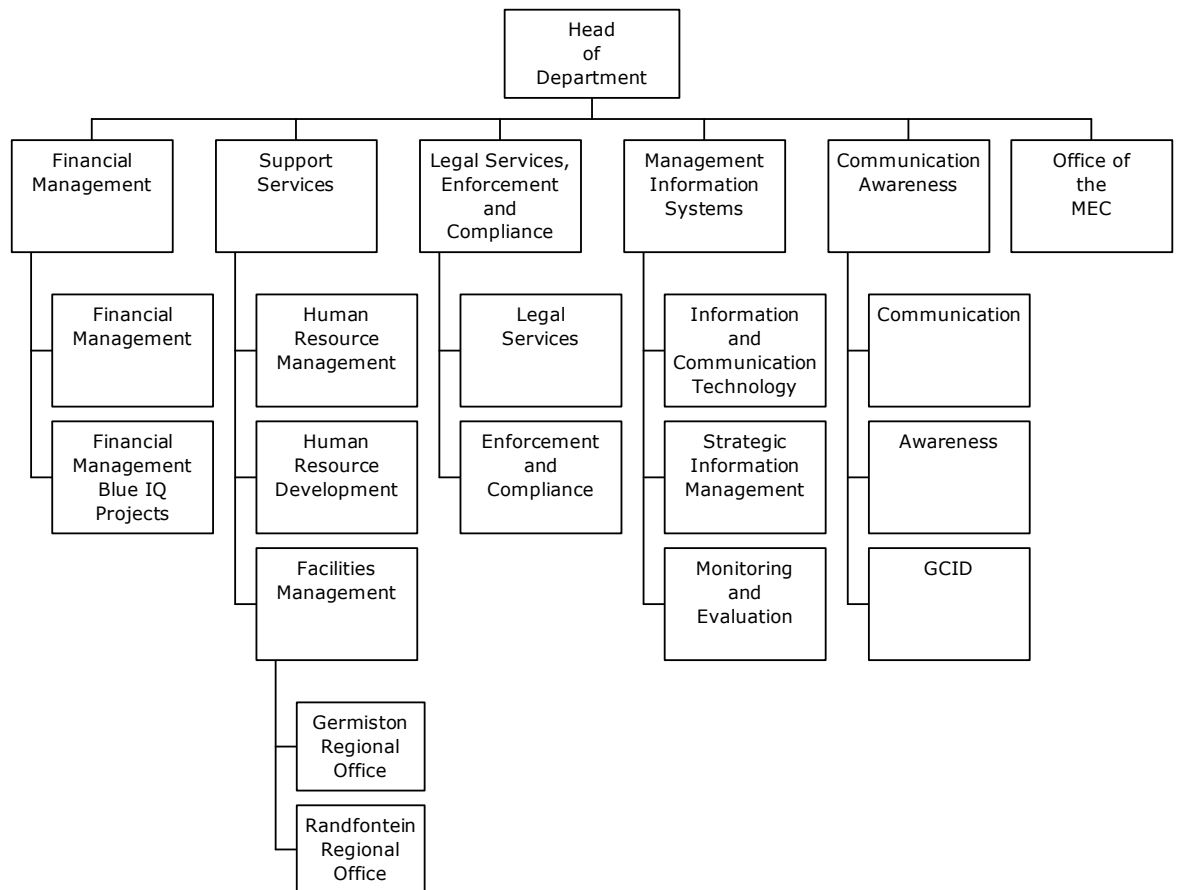 Head
of
Department
Financial
Management
Support
Services
Legal Services,
Enforcement
and
Compliance
Management
Information
Systems
Communication
Awareness
Office of
the
MEC
Financial
Management
Human
Resource
Management
Legal
Services
Information
and
Communication
Technology
Communication
Financial
Management
Blue IQ
Projects
Human
Resource
Development
Enforcement
and
Compliance
Strategic
Information
Management
Awareness
Facilities
Management
Monitoring
and
Evaluation
GCID
Germiston
Regional
Office
Randfontein
Regional
Office